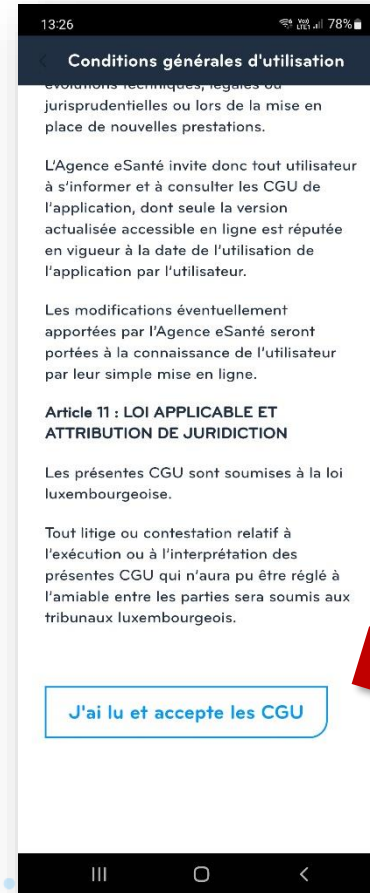 13:26
78%
Conditions générales d'utilisation
jurisprudentielles ou lors de la mise en
place de nouvelles prestations.
L'Agence eSanté invite donc tout utilisateur
à s'informer et à consulter les CGU de
l'application, dont seule la version
actualisée accessible en ligne est réputée
en vigueur à la date de l'utilisation de
l'application par l'utilisateur.
Les modifications éventuellement
apportées par l'Agence eSanté seront
portées à la connaissance de l'utilisateur
par leur simple mise en ligne.
Article 11 : LOI APPLICABLE ET
ATTRIBUTION DE JURIDICTION
Les présentes CGU sont soumises à la loi
luxembourgeoise.
Tout litige ou contestation relatif à
l'exécution ou à l'interprétation des
présentes CGU qui n'aura pu être réglé à
l'amiable entre les parties sera soumis aux
tribunaux luxembourgeois.
J'ai lu et accepte les CGU